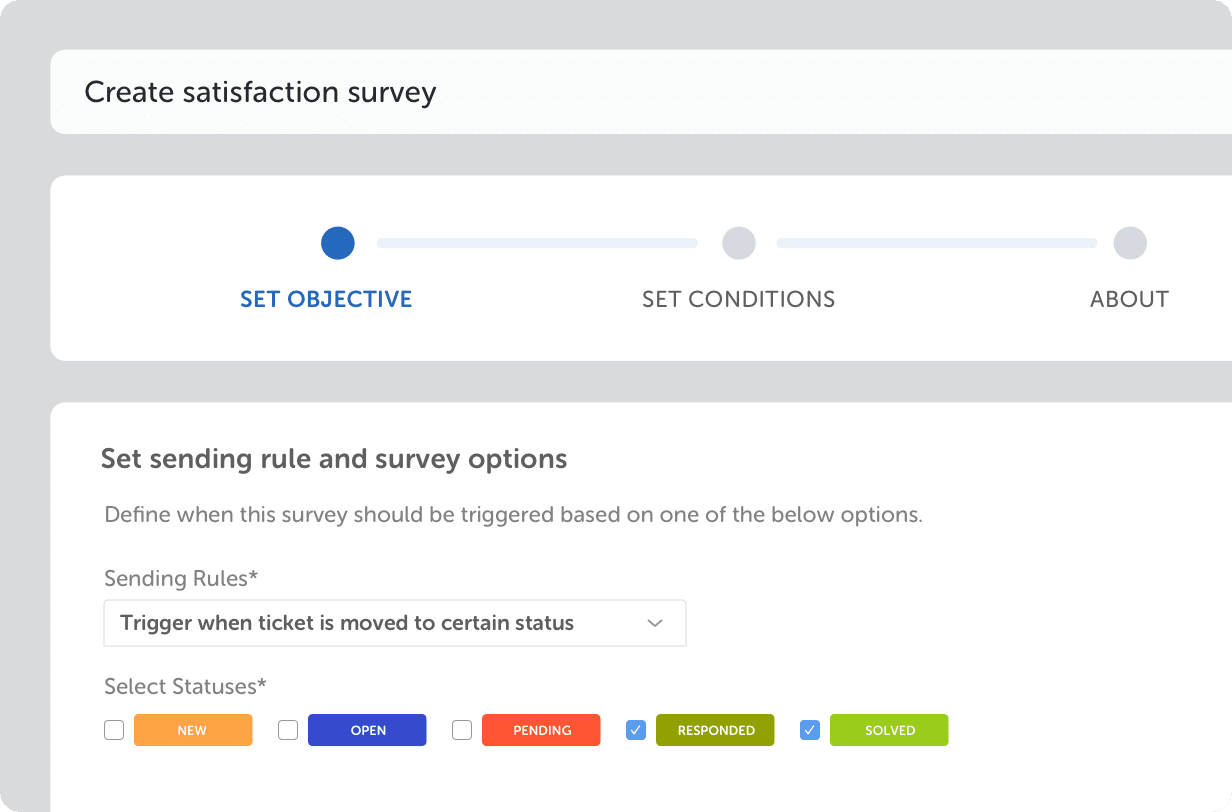 Create satisfaction survey
SET OBJECTIVE SET CONDITIONS ABOUT
Set sending rule and survey options
Define when this survey should be triggered based on one of the below options.
Sending Rules*
Trigger when ticket is moved to certain status
Select Statuses*
NEW OPEN PENDING RESPONDED SOLVED